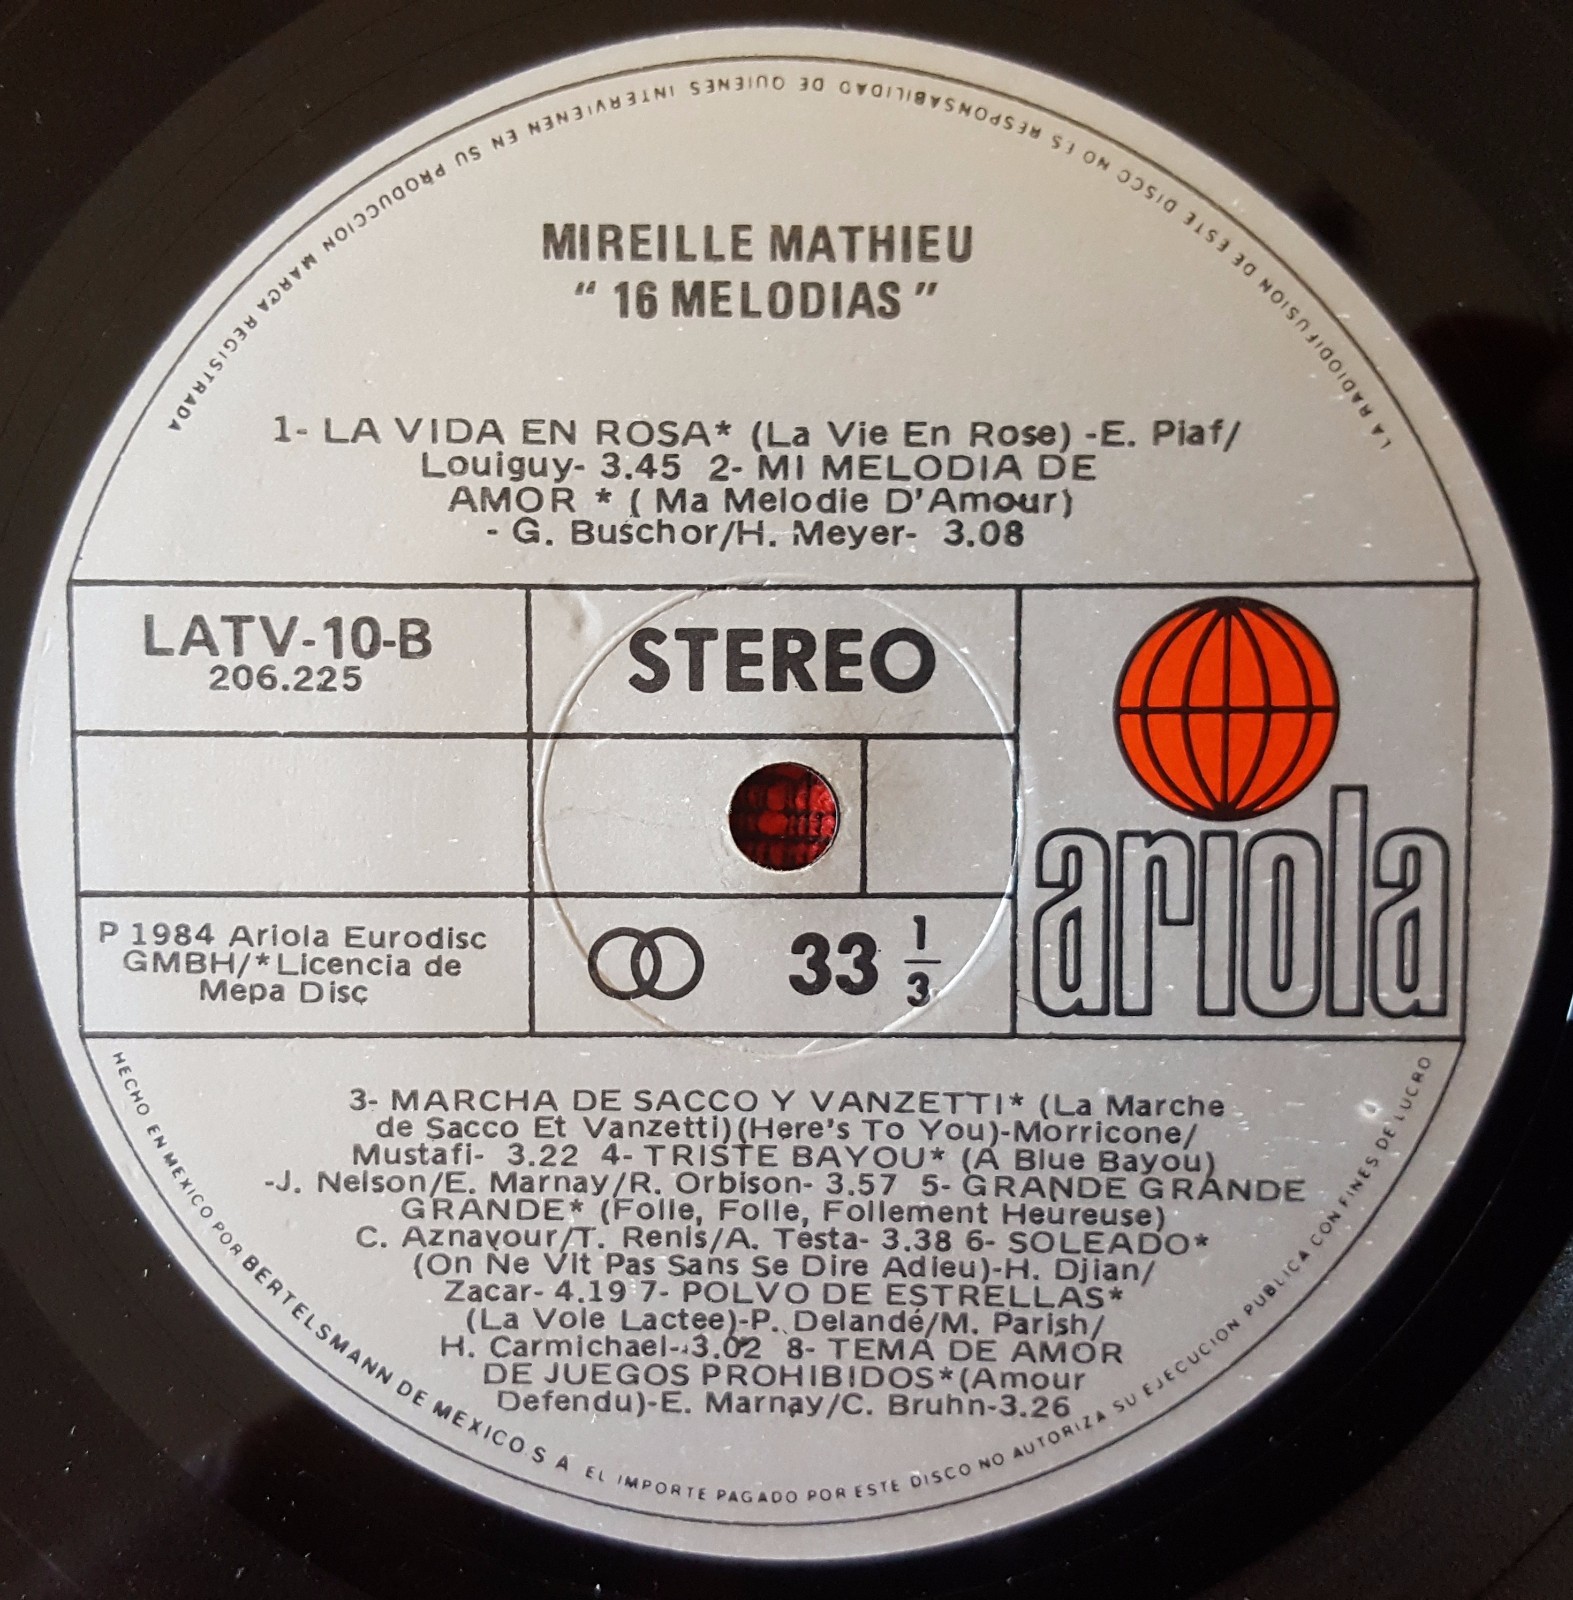 LA RADIODIFUSION DE ESTE DISCO NO ES RESPONSABILIDAD DE QUIENES INTERVIENEN EN SU PRODUCCION MARCA REGISTRADA
MIREILLE MATHIEU
“ 16 MELODIAS ”
1- LA VIDA EN ROSA* (La Vie En Rose) -E. Piaf/
Louiguy- 3.45 2- MI MELODIA DE
AMOR * ( Ma Melodie D'Amour)
- G. Buschor/H. Meyer- 3.08
LATV-10-B
206.225
STEREO
P 1984 Ariola Eurodisc
GMBH/*Licencia de
Mepa Disc
33 1/3
ariola
3- MARCHA DE SACCO Y VANZETTI* (La Marche
de Sacco Et Vanzetti)(Here's To You)-Morricone/
Mustafi- 3.22 4- TRISTE BAYOU* (A Blue Bayou)
-J. Nelson/E. Marnay/R. Orbison- 3.57 5- GRANDE GRANDE
GRANDE* (Folle, Folle, Follement Heureuse)
C. Aznavour/T. Renis/A. Testa- 3.38 6- SOLEADO*
(On Ne Vit Pas Sans Se Dire Adieu)-H. Djian/
Zacar- 4.19 7- POLVO DE ESTRELLAS*
(La Voie Lactee)-P. Delandé/M. Parish/
H. Carmichael- 3.02 8- TEMA DE AMOR
DE JUEGOS PROHIBIDOS*(Amour
Defendu)-E. Marnay/C. Bruhn-3.26
HECHO EN MEXICO POR BERTELSMANN DE MEXICO S A EL IMPORTE PAGADO POR ESTE DISCO NO AUTORIZA SU EJECUCION PUBLICA CON FINES DE LUCRO